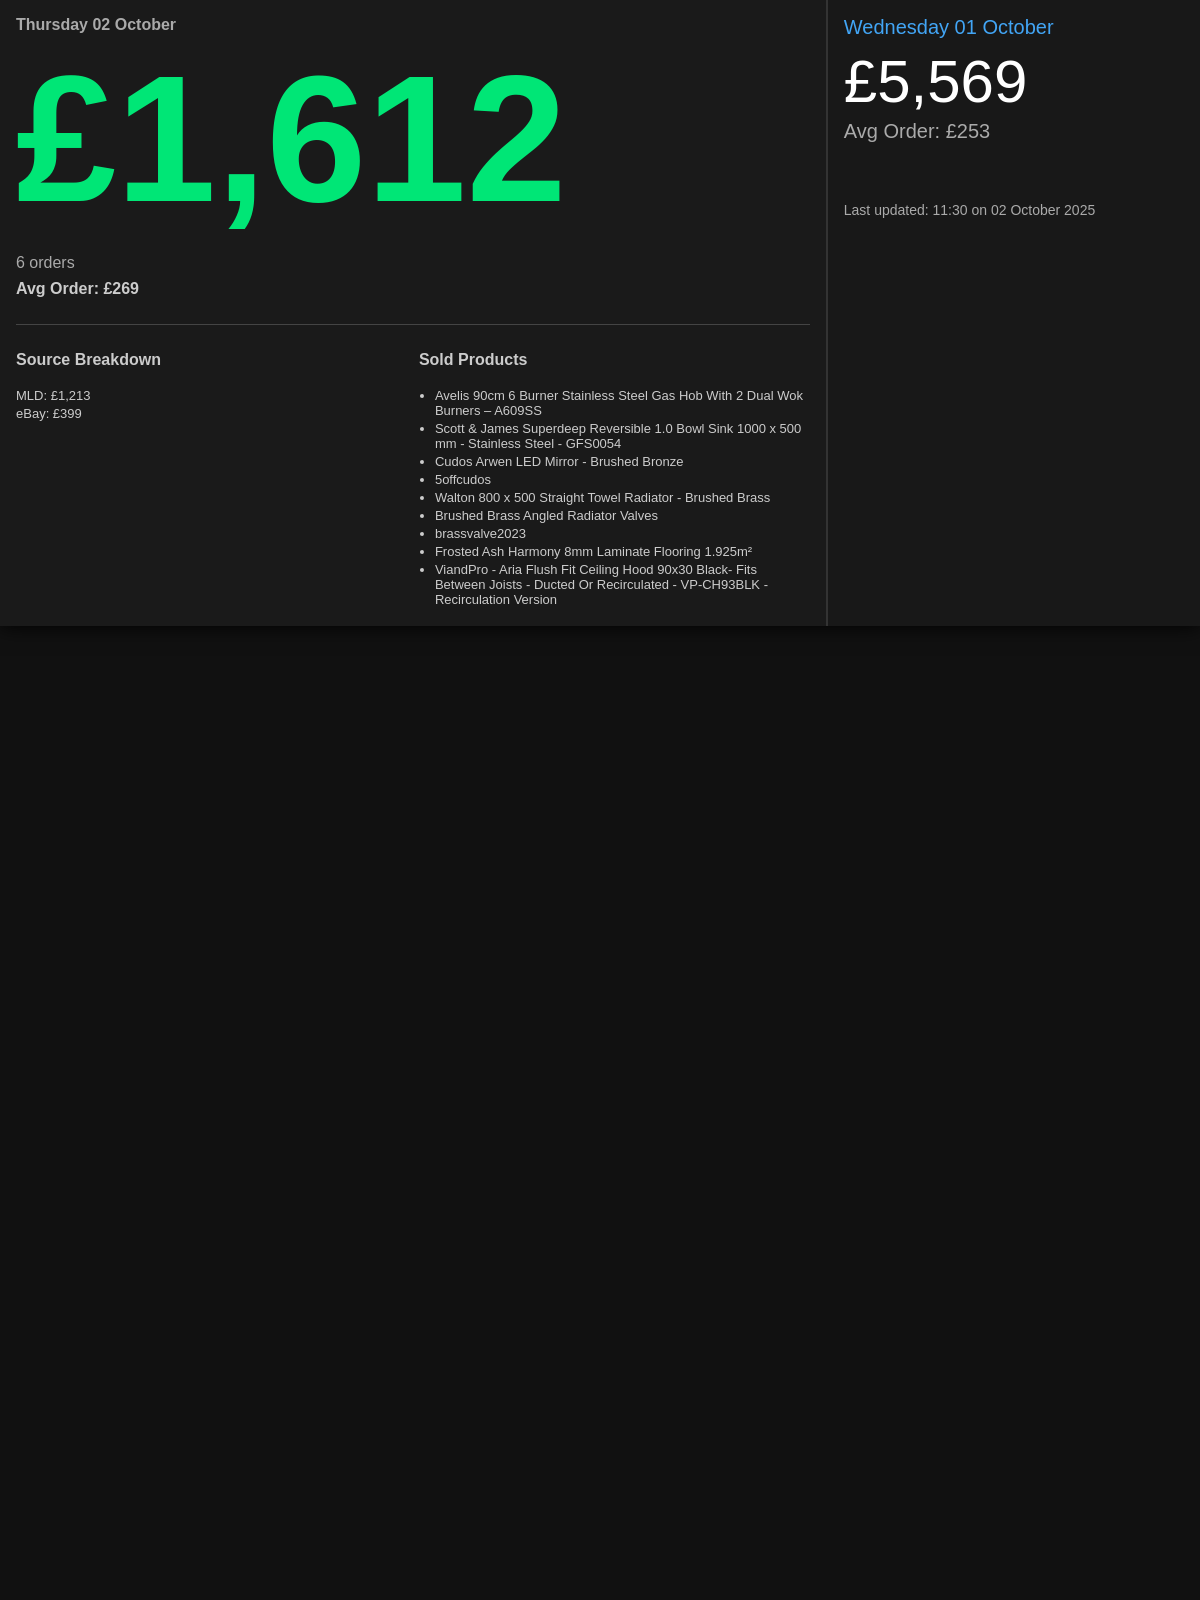 Thursday 02 October
£1,612
6 orders
Avg Order: £269
Source Breakdown
MLD: £1,213
eBay: £399
Sold Products
• Avelis 90cm 6 Burner Stainless Steel Gas Hob With 2 Dual Wok
Burners – A609SS
• Scott & James Superdeep Reversible 1.0 Bowl Sink 1000 x 500
mm - Stainless Steel - GFS0054
• Cudos Arwen LED Mirror - Brushed Bronze
• 5offcudos
• Walton 800 x 500 Straight Towel Radiator - Brushed Brass
• Brushed Brass Angled Radiator Valves
• brassvalve2023
• Frosted Ash Harmony 8mm Laminate Flooring 1.925m²
• ViandPro - Aria Flush Fit Ceiling Hood 90x30 Black- Fits
Between Joists - Ducted Or Recirculated - VP-CH93BLK -
Recirculation Version
Wednesday 01 October
£5,569
Avg Order: £253
Last updated: 11:30 on 02 October 2025